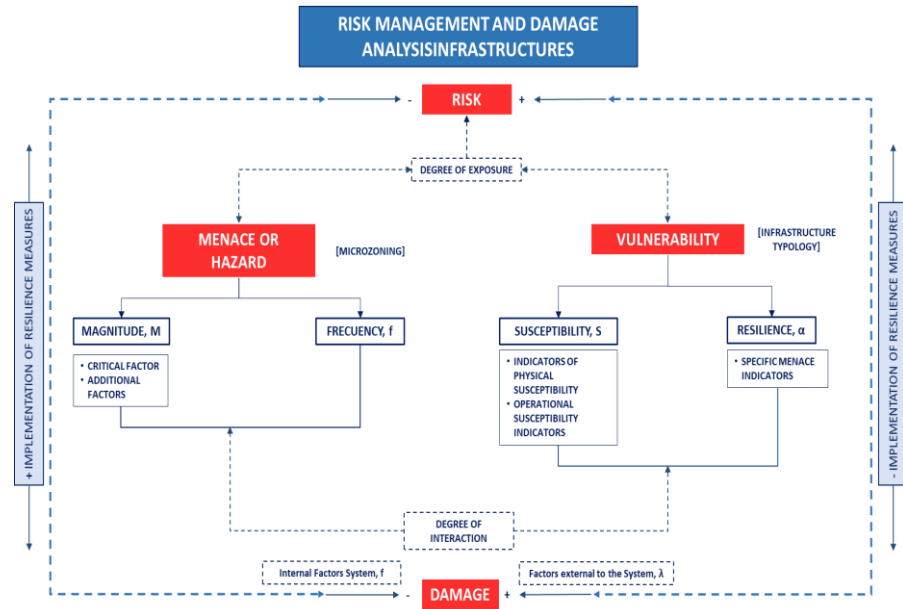 RISK MANAGEMENT AND DAMAGE
ANALYSISINFRASTRUCTURES
- RISK +
DEGREE OF EXPOSURE
+ IMPLEMENTATION OF RESILIENCE MEASURES
- IMPLEMENTATION OF RESILIENCE MEASURES
MENACE OR
HAZARD
[MICROZONING]
VULNERABILITY
[INFRASTRUCTURE
TYPOLOGY]
MAGNITUDE, M
FRECUENCY, f
SUSCEPTIBILITY, S
RESILIENCE, α
• CRITICAL FACTOR
• ADDITIONAL
FACTORS
• INDICATORS OF
PHYSICAL
SUSCEPTIBILITY
• OPERATIONAL
SUSCEPTIBILITY
INDICATORS
• SPECIFIC MENACE
INDICATORS
DEGREE OF
INTERACTION
Internal Factors System, f
Factors external to the System, λ
- DAMAGE +